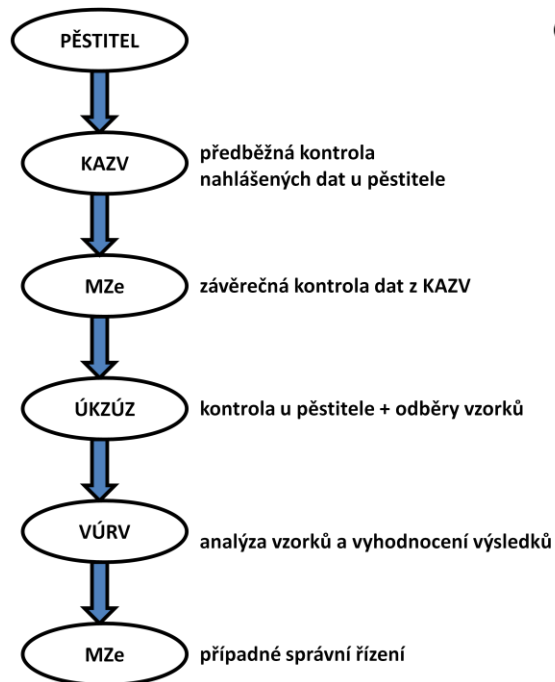 PĚSTITEL
KAZV
předběžná kontrola
nahlášených dat u pěstitele
MZe
závěrečná kontrola dat z KAZV
ÚKZÚZ
kontrola u pěstitele + odběry vzorků
VÚRV
analýza vzorků a vyhodnocení výsledků
MZe
případné správní řízení